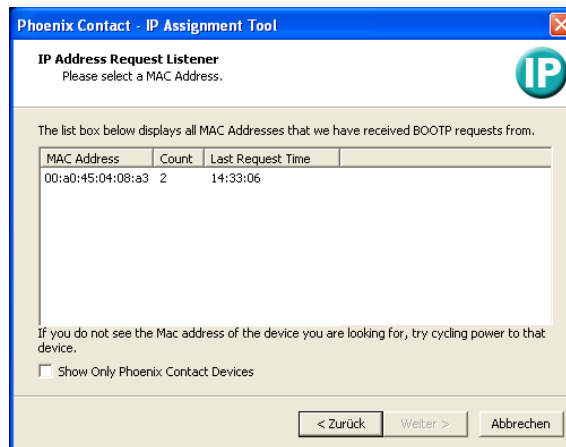 Phoenix Contact - IP Assignment Tool
IP Address Request Listener
Please select a MAC Address.
IP
The list box below displays all MAC Addresses that we have received BOOTP requests from.
MAC Address Count Last Request Time
00:a0:45:04:08:a3 2 14:33:06
If you do not see the Mac address of the device you are looking for, try cycling power to that
device.
Show Only Phoenix Contact Devices
< Zurück Weiter > Abbrechen